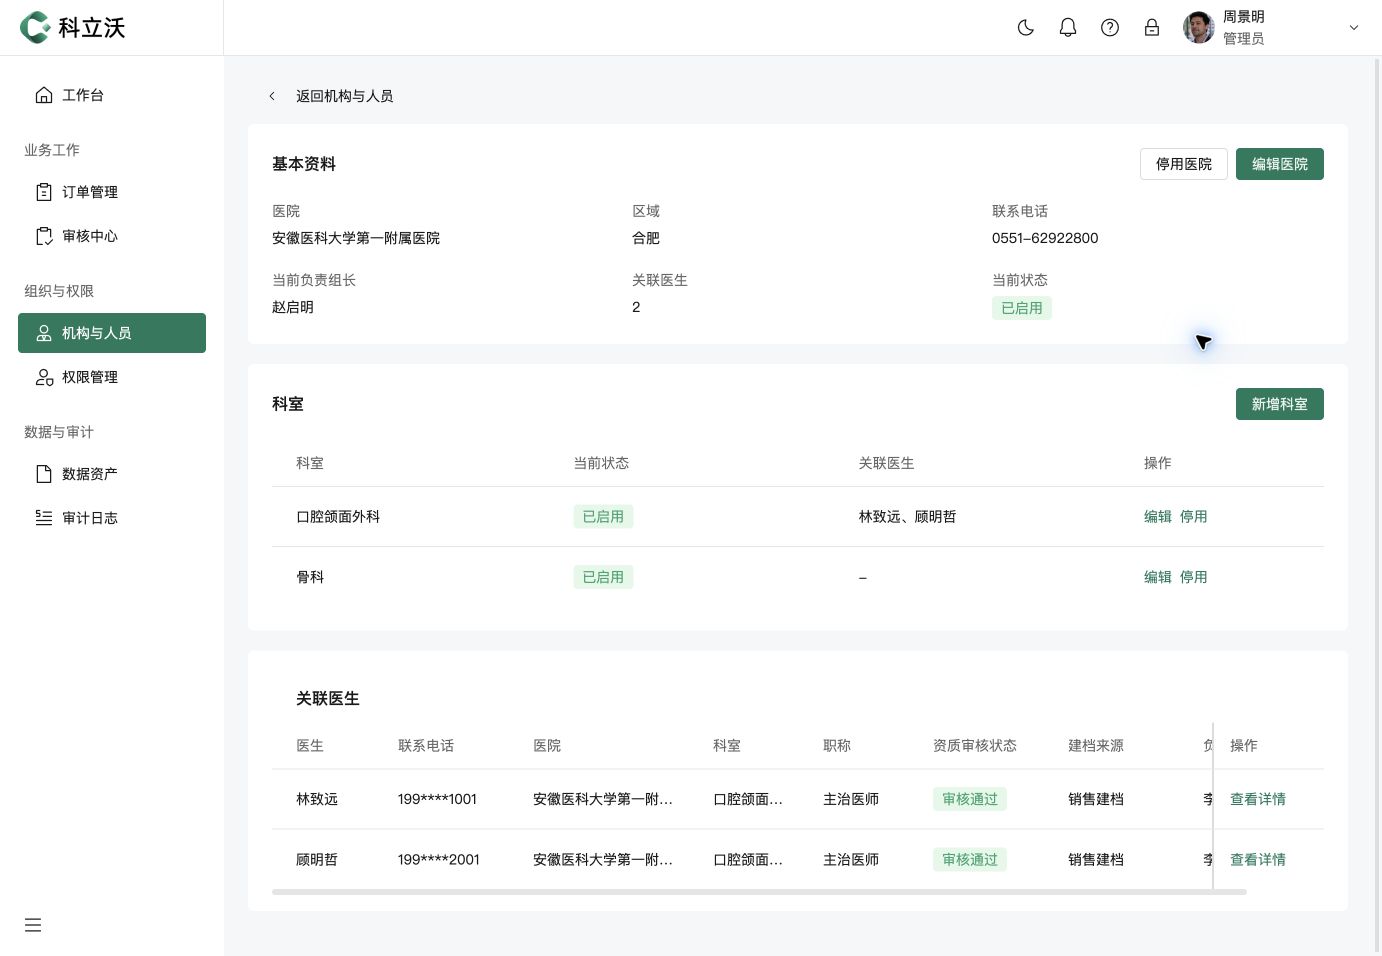 科立沃
周景明
管理员
工作台
业务工作
订单管理
审核中心
组织与权限
机构与人员
权限管理
数据与审计
数据资产
审计日志
返回机构与人员
基本资料
停用医院 编辑医院
医院 区域 联系电话
安徽医科大学第一附属医院 合肥 0551-62922800
当前负责组长 关联医生 当前状态
赵启明 2 已启用
科室
新增科室
科室 当前状态 关联医生 操作
口腔颌面外科 已启用 林致远、顾明哲 编辑 停用
骨科 已启用 – 编辑 停用
关联医生
医生 联系电话 医院 科室 职称 资质审核状态 建档来源 操作
林致远 199****1001 安徽医科大学第一附... 口腔颌面... 主治医师 审核通过 销售建档 查看详情
顾明哲 199****2001 安徽医科大学第一附... 口腔颌面... 主治医师 审核通过 销售建档 查看详情